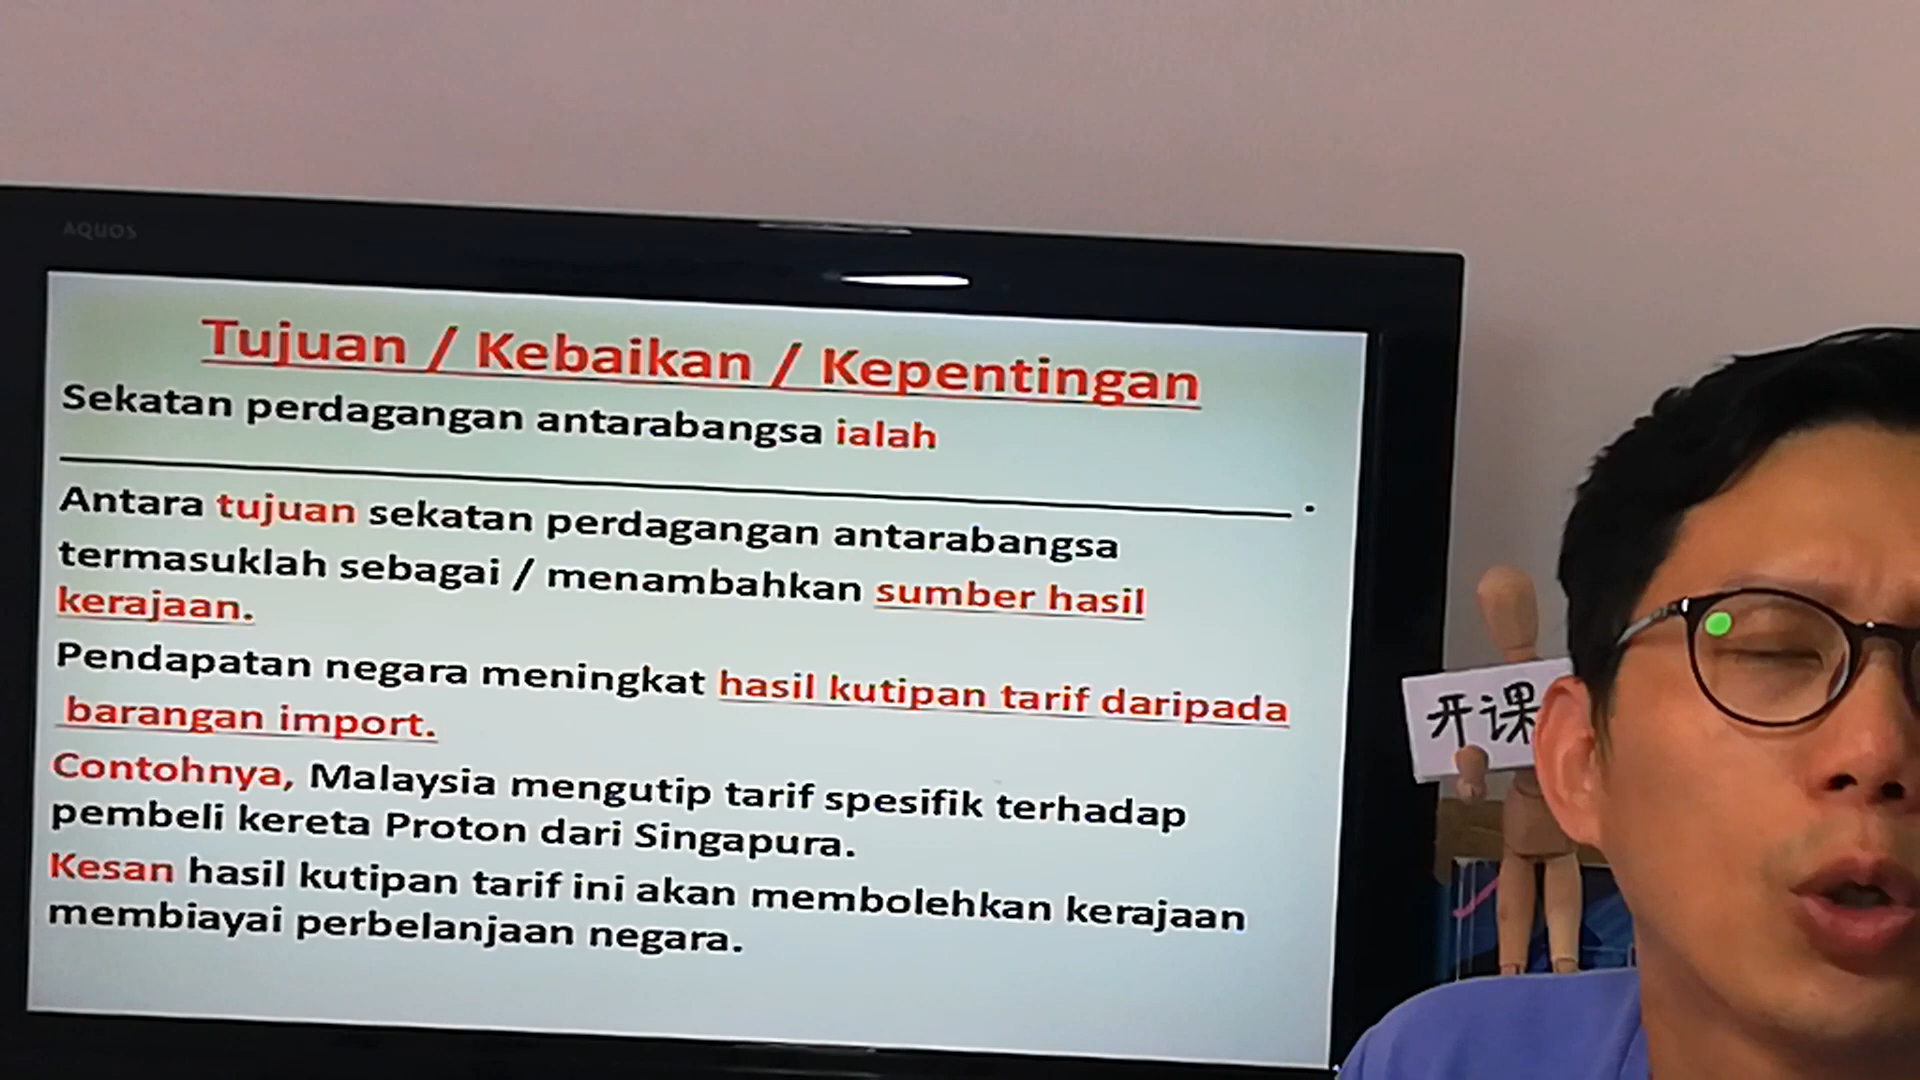 AQUOS
Tujuan / Kebaikan / Kepentingan
Sekatan perdagangan antarabangsa ialah
____________________ .
Antara tujuan sekatan perdagangan antarabangsa
termasuklah sebagai / menambahkan sumber hasil
kerajaan.
Pendapatan negara meningkat hasil kutipan tarif daripada
barangan import.
Contohnya, Malaysia mengutip tarif spesifik terhadap
pembeli kereta Proton dari Singapura.
Kesan hasil kutipan tarif ini akan membolehkan kerajaan
membiayai perbelanjaan negara.
开课